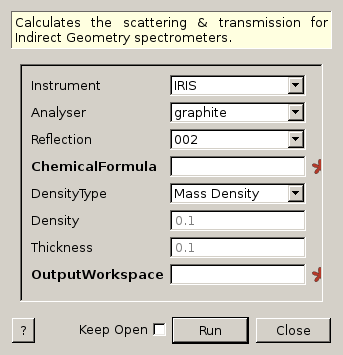 Calculates the scattering & transmission for
Indirect Geometry spectrometers.
Instrument IRIS
Analyser graphite
Reflection 002
ChemicalFormula
DensityType Mass Density
Density 0.1
Thickness 0.1
OutputWorkspace
? Keep Open Run Close